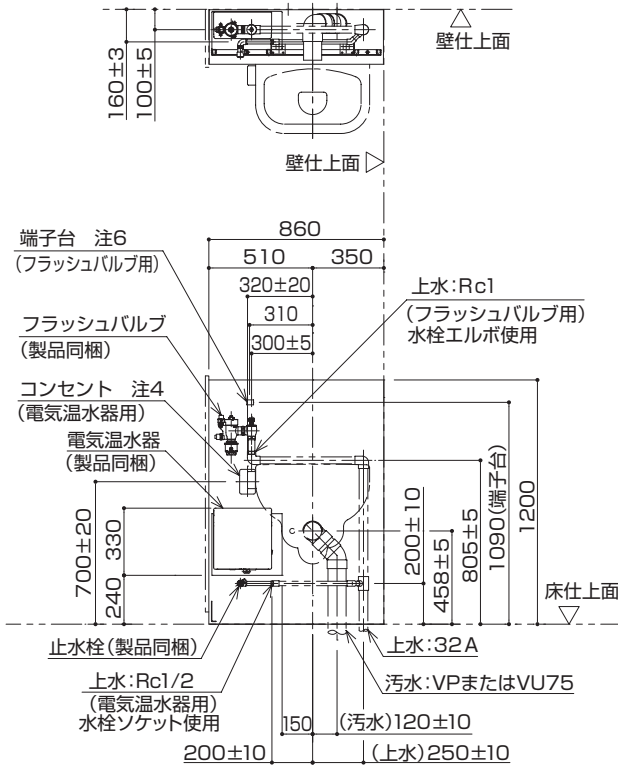 160±3
100±5
壁仕上面
壁仕上面
860
510
350
320±20
310
300±5
端子台 注6
(フラッシュバルブ用)
フラッシュバルブ
(製品同梱)
コンセント 注4
(電気温水器用)
電気温水器
(製品同梱)
上水:Rc1
(フラッシュバルブ用)
水栓エルボ使用
700±20
330
240
200±10
458±5
805±5
1090(端子台)
1200
床仕上面
C
止水栓(製品同梱)
上水:Rc1/2
(電気温水器用)
水栓ソケット使用
上水:32A
汚水:VPまたはVU75
150
(汚水)120±10
200±10
(上水)250±10